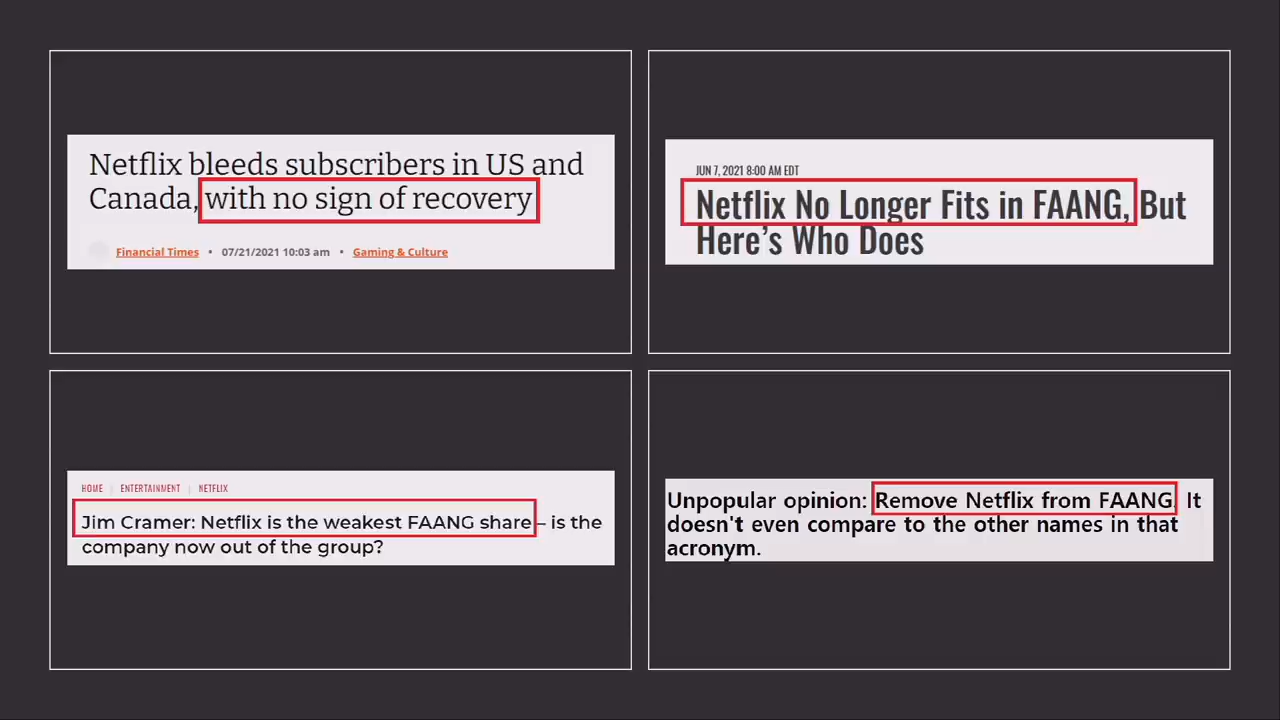 Netflix bleeds subscribers in US and
Canada, with no sign of recovery
Financial Times • 07/21/2021 10:03 am • Gaming & Culture
JUN 7, 2021 8:00 AM EDT
Netflix No Longer Fits in FAANG, But
Here's Who Does
HOME | ENTERTAINMENT | NETFLIX
Jim Cramer: Netflix is the weakest FAANG share – is the
company now out of the group?
Unpopular opinion: Remove Netflix from FAANG. It
doesn't even compare to the other names in that
acronym.